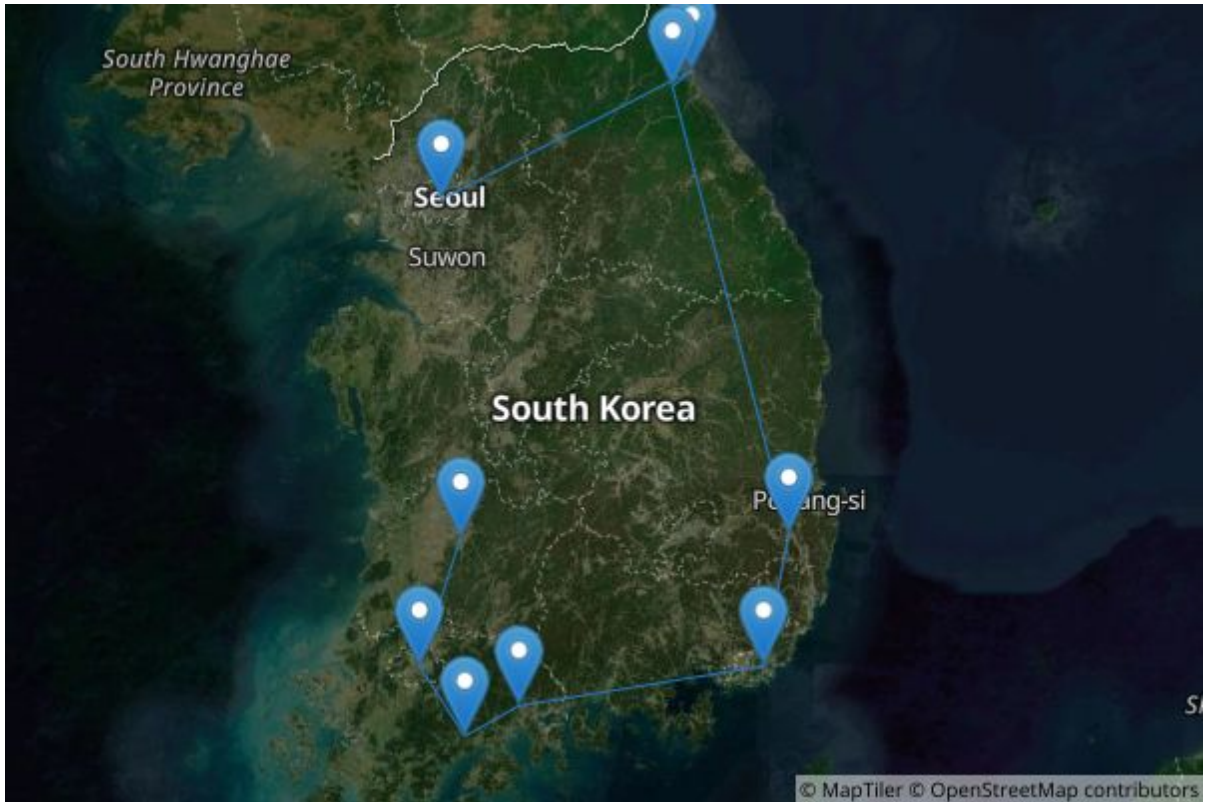 South Hwanghae
Province
Seoul
Suwon
South Korea
© MapTiler © OpenStreetMap contributors